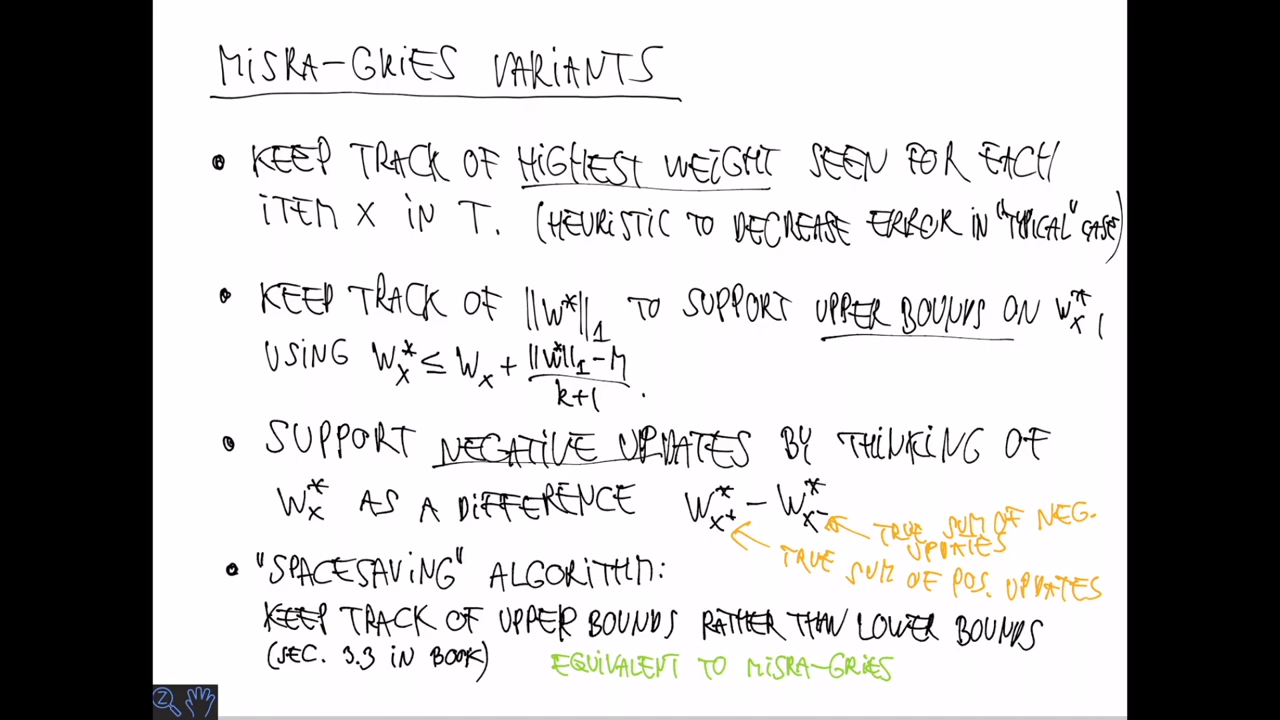 MISRA-GRIES VARIANTS
• KEEP TRACK OF HIGHEST WEIGHT SEEN FOR EACH
ITEM X IN T. (HEURISTIC TO DECREASE ERROR IN "TYPICAL" CASE)
• KEEP TRACK OF ||W*||₁ TO SUPPORT UPPER BOUNDS ON W*ₓ,
USING W*ₓ ≤ Wₓ + (||W*||₁ - M)/(k+1).
• SUPPORT NEGATIVE UPDATES BY THINKING OF
W*ₓ AS A DIFFERENCE W*ₓ₊ - W*ₓ₋
TRUE SUM OF NEG.
UPDATES
TRUE SUM OF POS. UPDATES
• "SPACESAVING" ALGORITHM:
KEEP TRACK OF UPPER BOUNDS RATHER THAN LOWER BOUNDS
(SEC. 3.3 IN BOOK) EQUIVALENT TO MISRA-GRIES